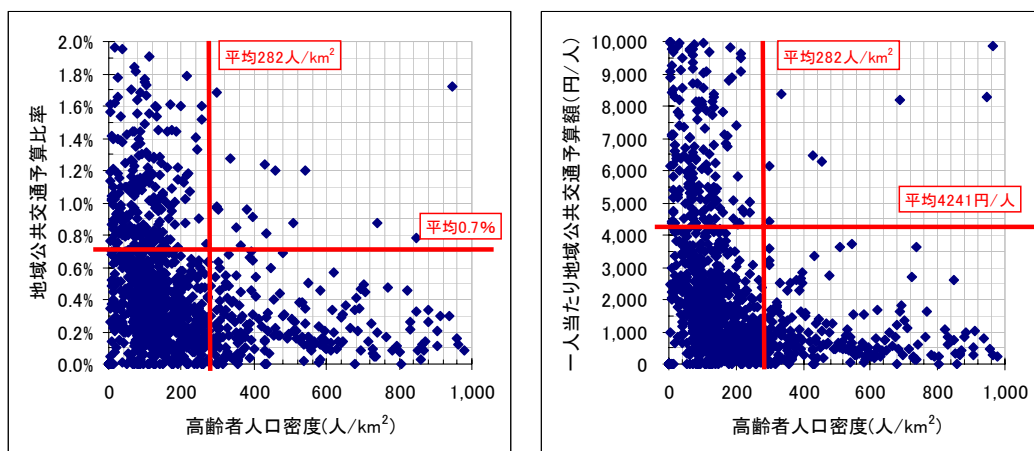 2.0%
1.8%
1.6%
1.4%
1.2%
1.0%
0.8%
0.6%
0.4%
0.2%
0.0%
地域公共交通予算比率
平均282人/km²
平均0.7%
0 200 400 600 800 1,000
高齢者人口密度(人/km²)
10,000
9,000
8,000
7,000
6,000
5,000
4,000
3,000
2,000
1,000
0
一人当たり地域公共交通予算額(円/人)
平均282人/km²
平均4241円/人
0 200 400 600 800 1,000
高齢者人口密度(人/km²)